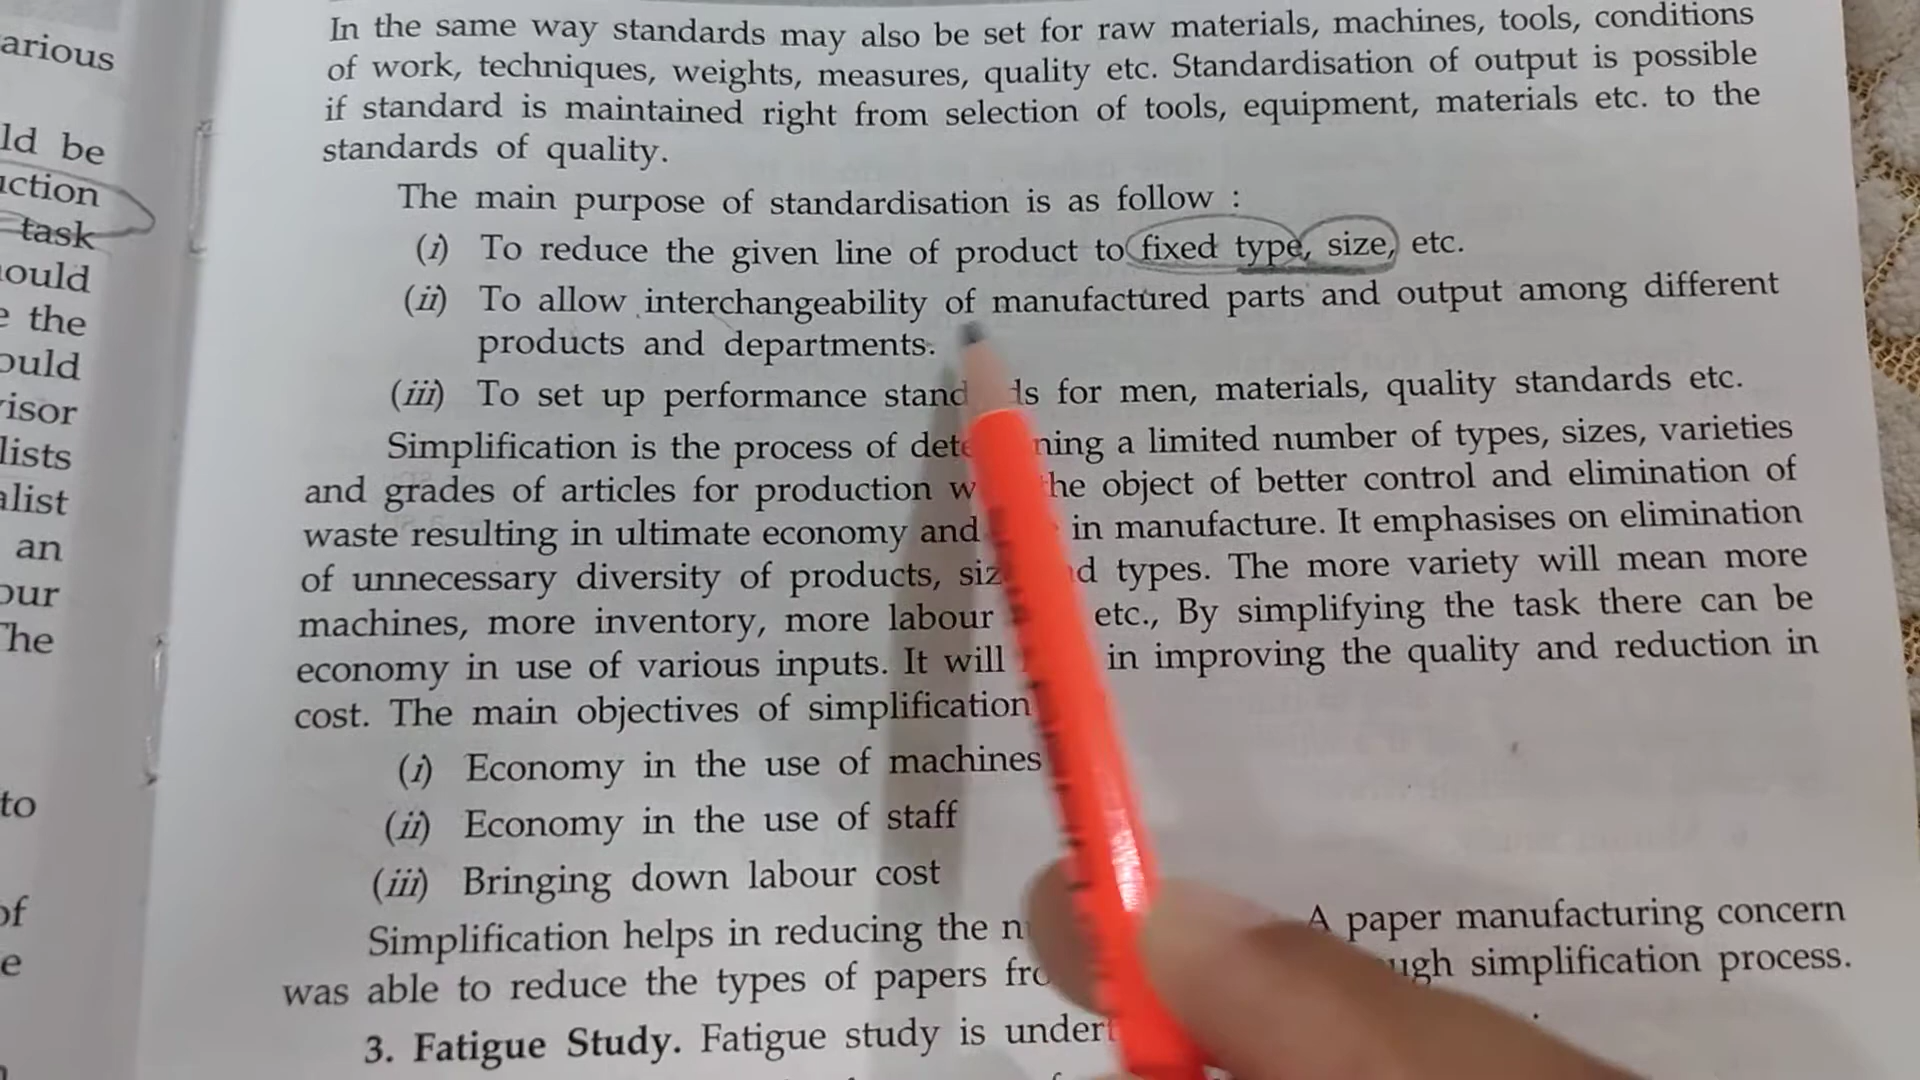 arious
ld be
uction
task
hould
e the
ould
visor
lists
alist
an
our
The
to
of
e
In the same way standards may also be set for raw materials, machines, tools, conditions
of work, techniques, weights, measures, quality etc. Standardisation of output is possible
if standard is maintained right from selection of tools, equipment, materials etc. to the
standards of quality.
The main purpose of standardisation is as follow :
(i) To reduce the given line of product to fixed type, size, etc.
(ii) To allow interchangeability of manufactured parts and output among different
products and departments.
(iii) To set up performance stand ds for men, materials, quality standards etc.
Simplification is the process of dete ning a limited number of types, sizes, varieties
and grades of articles for production w he object of better control and elimination of
waste resulting in ultimate economy and in manufacture. It emphasises on elimination
of unnecessary diversity of products, siz d types. The more variety will mean more
machines, more inventory, more labour etc., By simplifying the task there can be
economy in use of various inputs. It will in improving the quality and reduction in
cost. The main objectives of simplification
(i) Economy in the use of machines
(ii) Economy in the use of staff
(iii) Bringing down labour cost
Simplification helps in reducing the n A paper manufacturing concern
was able to reduce the types of papers fro ugh simplification process.
3. Fatigue Study. Fatigue study is undert